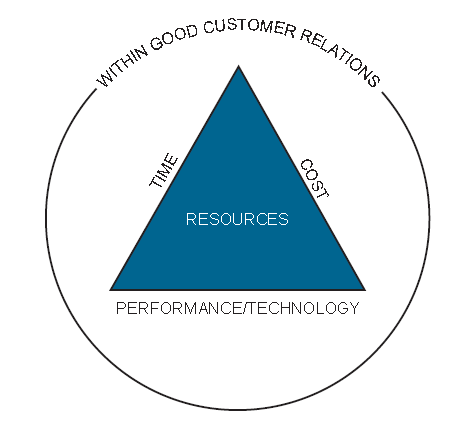 WITHIN GOOD CUSTOMER RELATIONS
TIME
COST
RESOURCES
PERFORMANCE/TECHNOLOGY